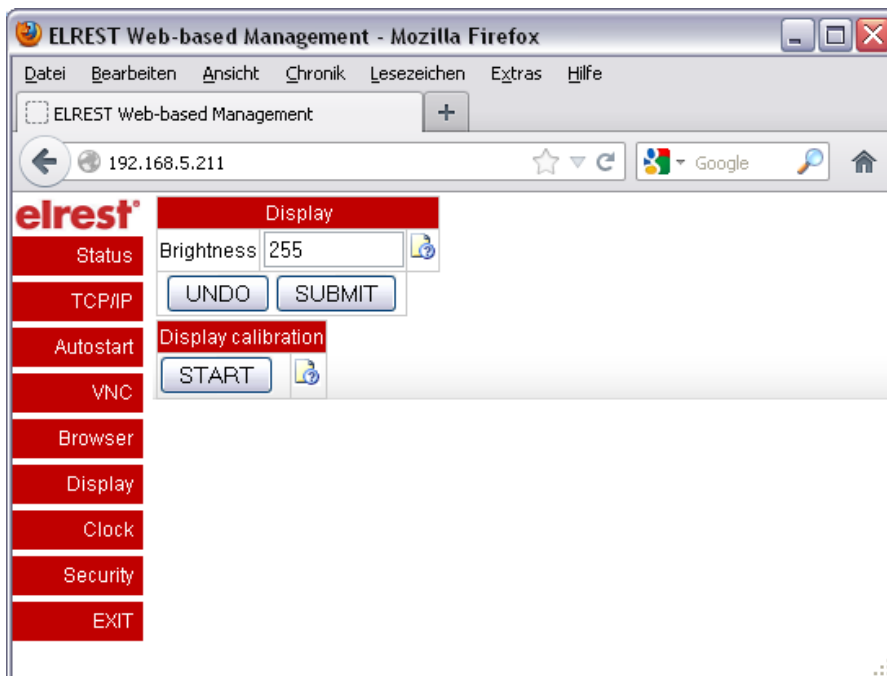 ELREST Web-based Management - Mozilla Firefox
Datei Bearbeiten Ansicht Chronik Lesezeichen Extras Hilfe
ELREST Web-based Management +
192.168.5.211 Google
elrest®
Display
Status
Brightness 255
UNDO SUBMIT
TCP/IP
Display calibration
Autostart
START
VNC
Browser
Display
Clock
Security
EXIT